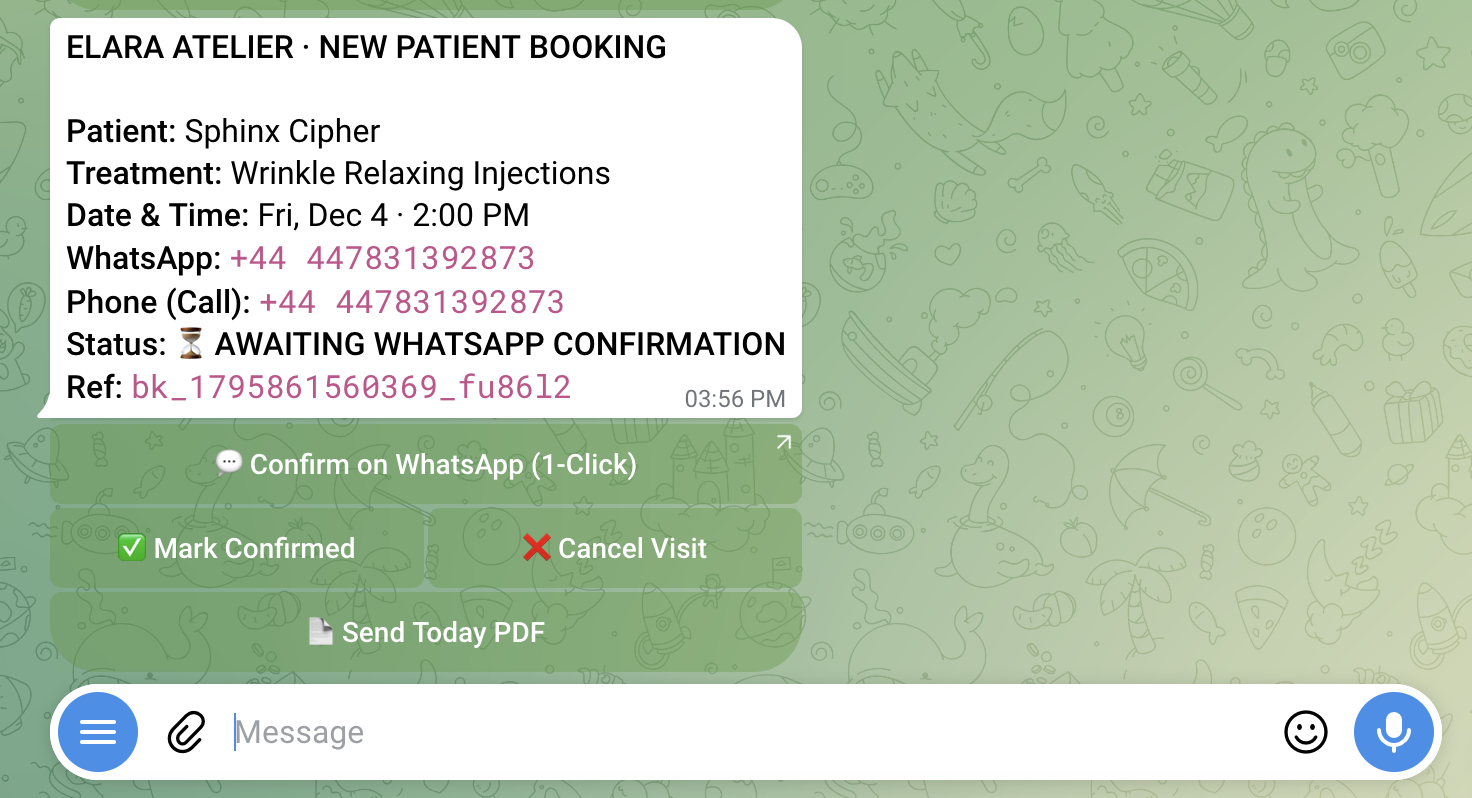 ELARA ATELIER · NEW PATIENT BOOKING
Patient: Sphinx Cipher
Treatment: Wrinkle Relaxing Injections
Date & Time: Fri, Dec 4 · 2:00 PM
WhatsApp: +44 447831392873
Phone (Call): +44 447831392873
Status: ⏳ AWAITING WHATSAPP CONFIRMATION
Ref: bk_1795861560369_fu86l2
03:56 PM
💬 Confirm on WhatsApp (1-Click)
✅ Mark Confirmed
❌ Cancel Visit
📄 Send Today PDF
Message